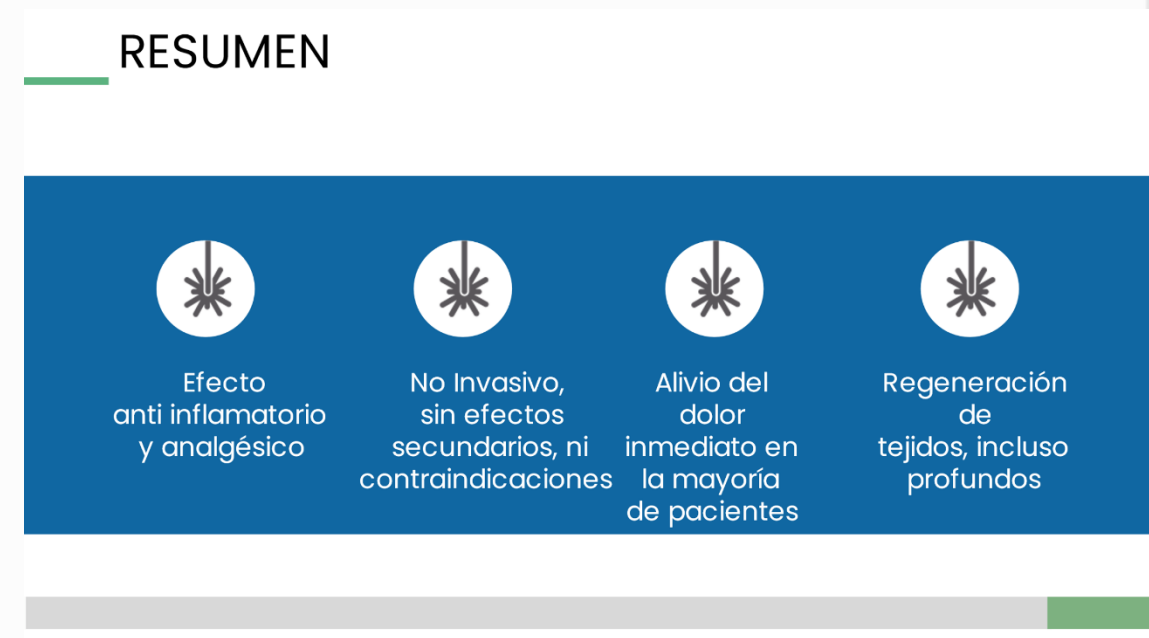 RESUMEN
Efecto
anti inflamatorio
y analgésico
No Invasivo,
sin efectos
secundarios, ni
contraindicaciones
Alivio del
dolor
inmediato en
la mayoría
de pacientes
Regeneración
de
tejidos, incluso
profundos